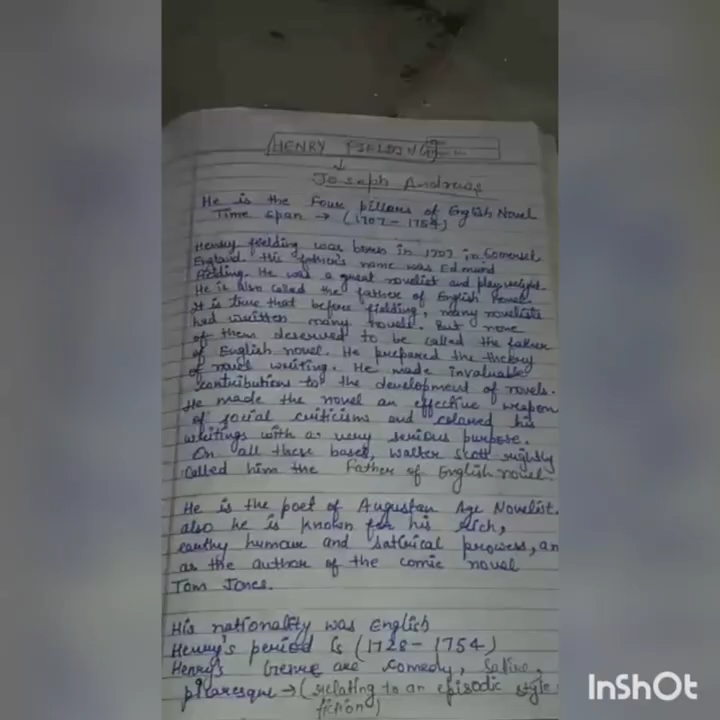 HENRY FIELDING
↓
Joseph Andrews
He is the Four pillars of English Novel
Time span → (1707-1754)
Henry fielding was borns in 1707 in Somerset
England. His father's name was Edmund
Fielding. He was a great novelist and playwright.
He is also called the father of English Novel.
It is true that before fielding, many novelists
had written many novels. But none
of them deserved to be called the father
of English novel. He prepared the theory
of novel writing. He made invaluable
contributions to the development of novels.
He made the novel an effective weapon
of social criticism and colored his
writings with a very serious purpose.
On all these bases, Walter Scott rightly
called him the Father of English novel.
He is the poet of Augustan Age Novelist.
also he is known for his rich,
earthy humour and satirical prowess, an
as the author of the comic novel
Tom Jones.
His nationality was English
Henry's period is (1728-1754)
Henry's Genre are comedy, Satire,
picaresque → (relating to an episodic style
fiction)
InShOt